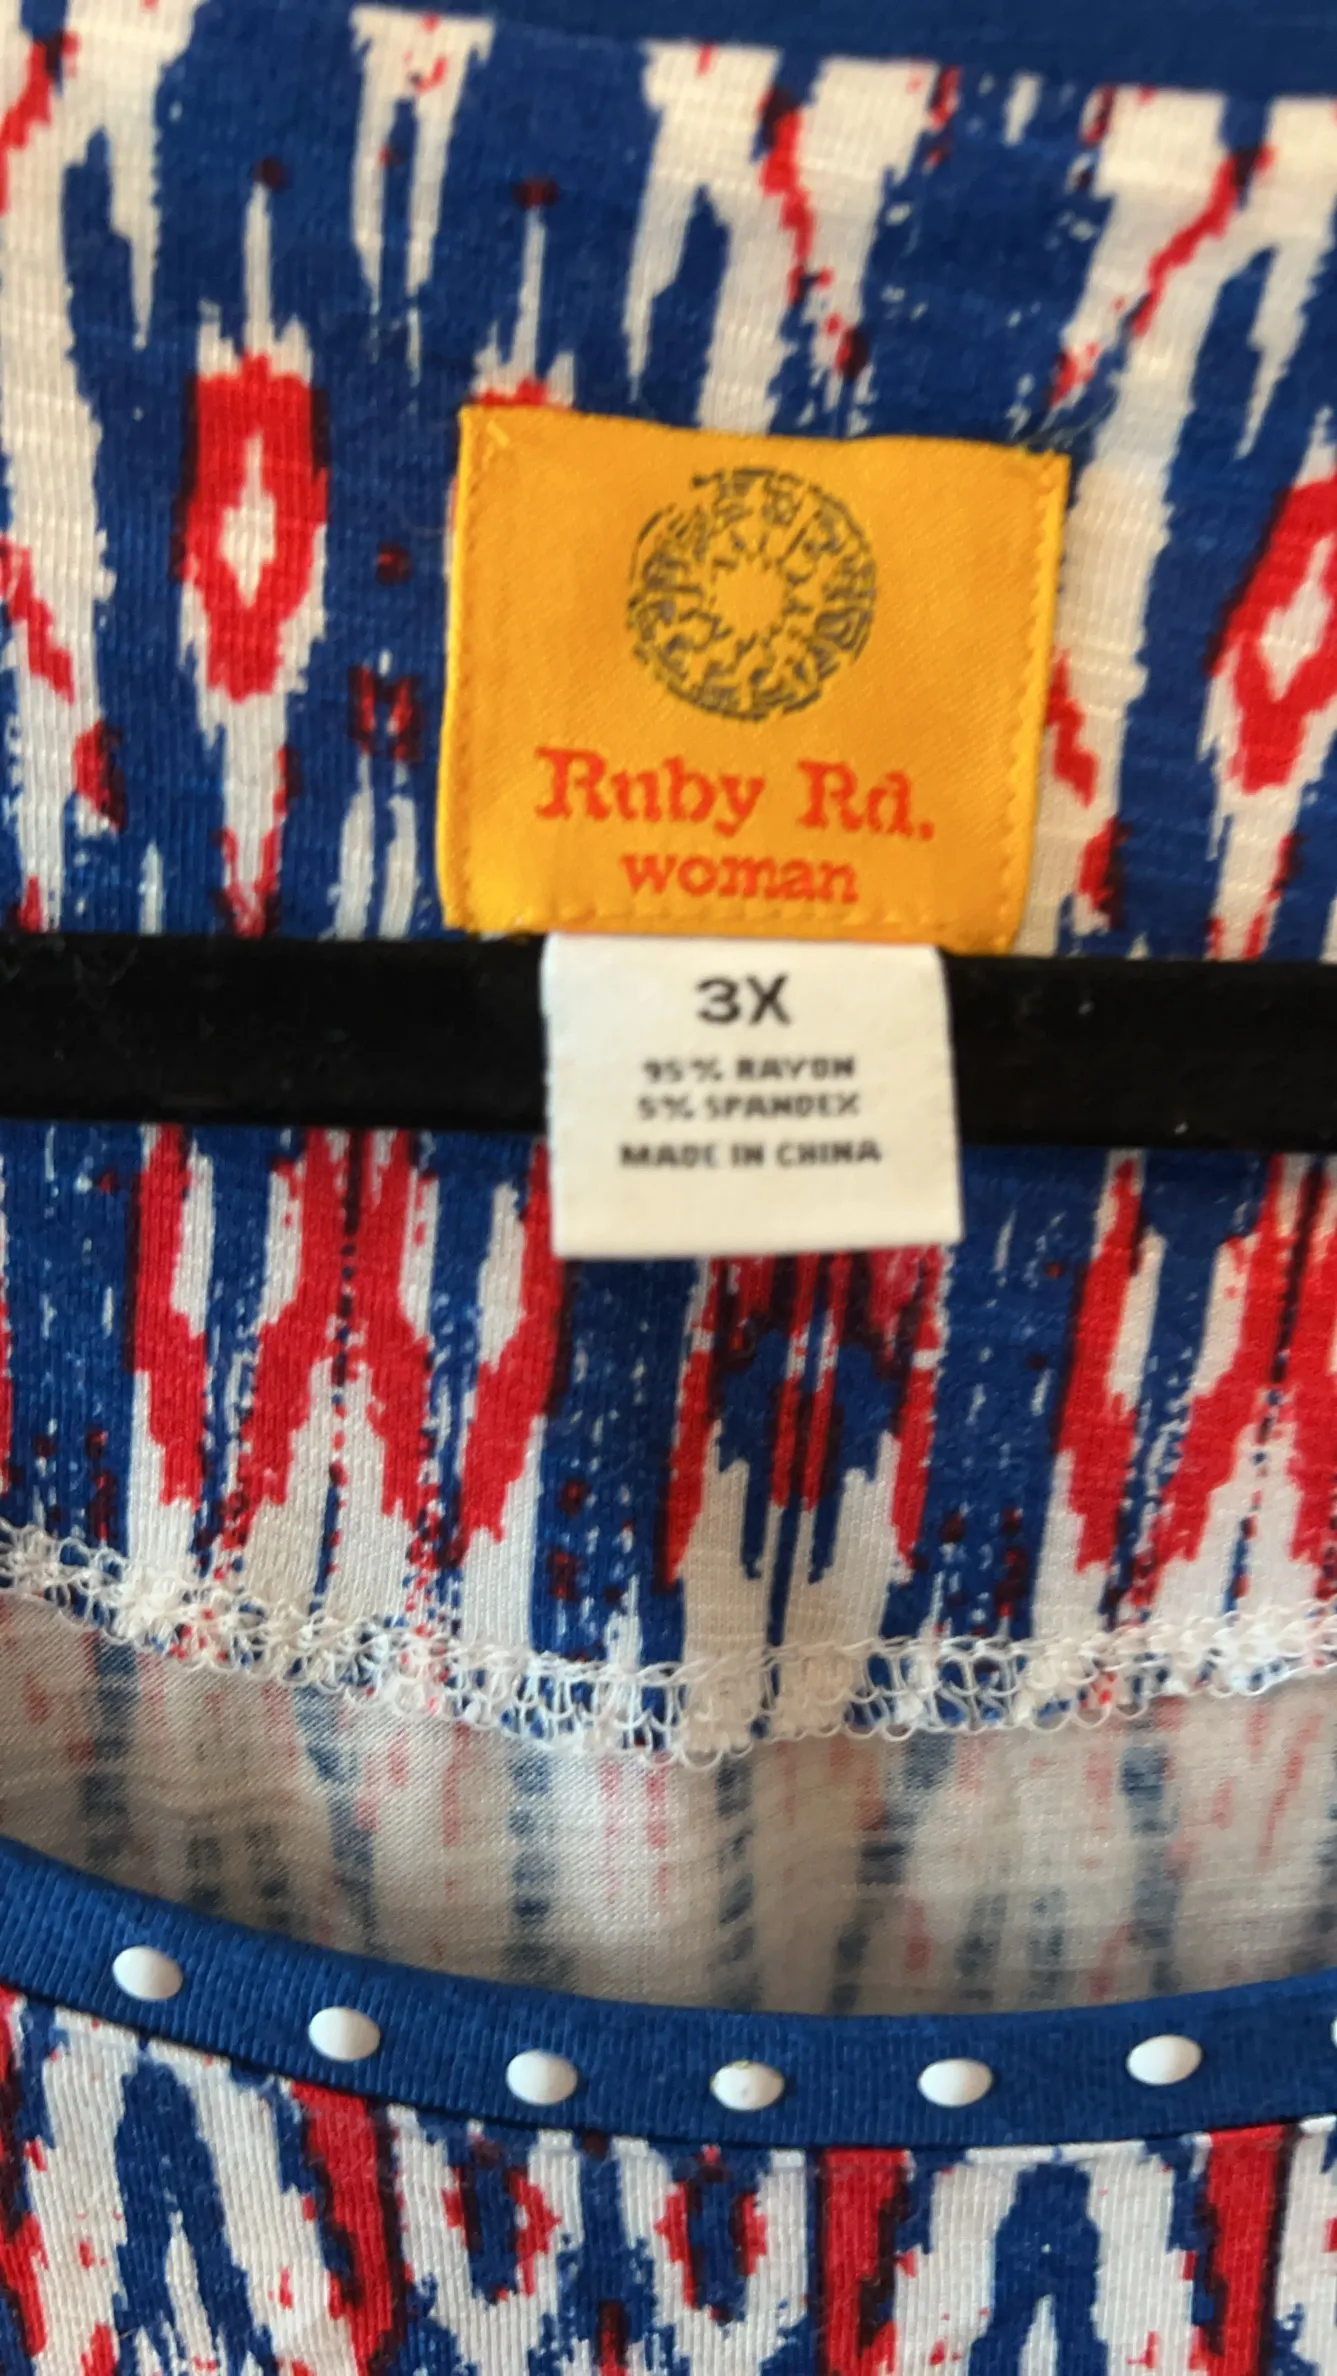 Ruby Rd.
woman
3X
95% RAYON
5% SPANDEX
MADE IN CHINA